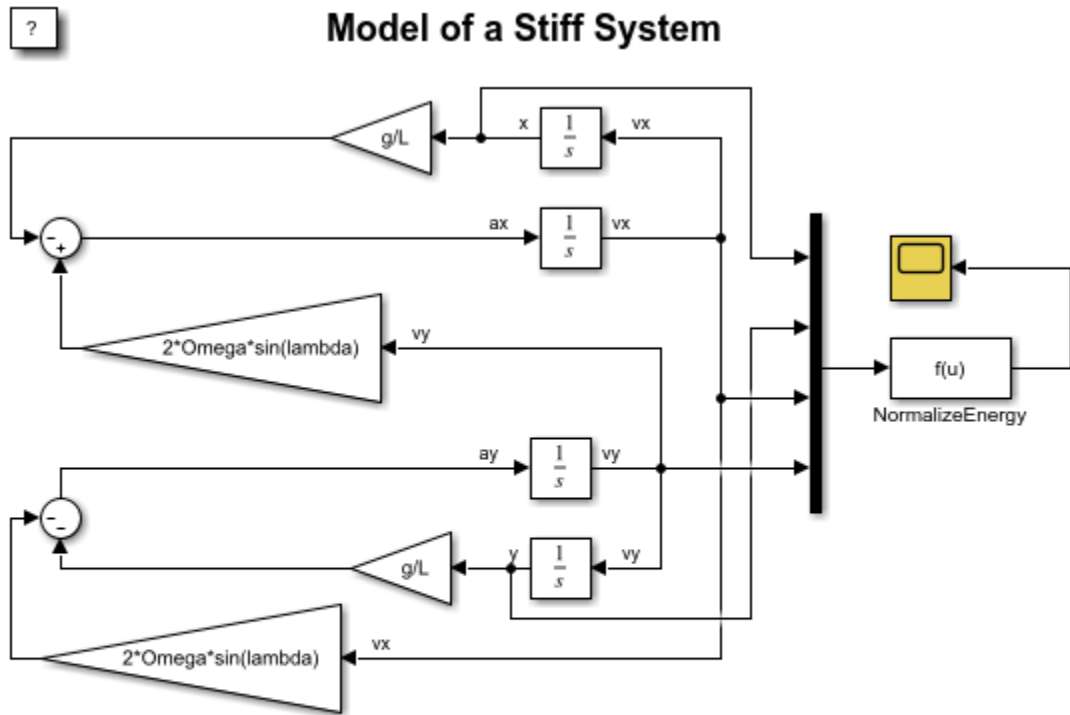 ?
Model of a Stiff System
g/L
x
1
s
vx
ax
1
s
vx
-
+
2*Omega*sin(lambda)
vy
f(u)
NormalizeEnergy
ay
1
s
vy
-
-
g/L
y
1
s
vy
2*Omega*sin(lambda)
vx